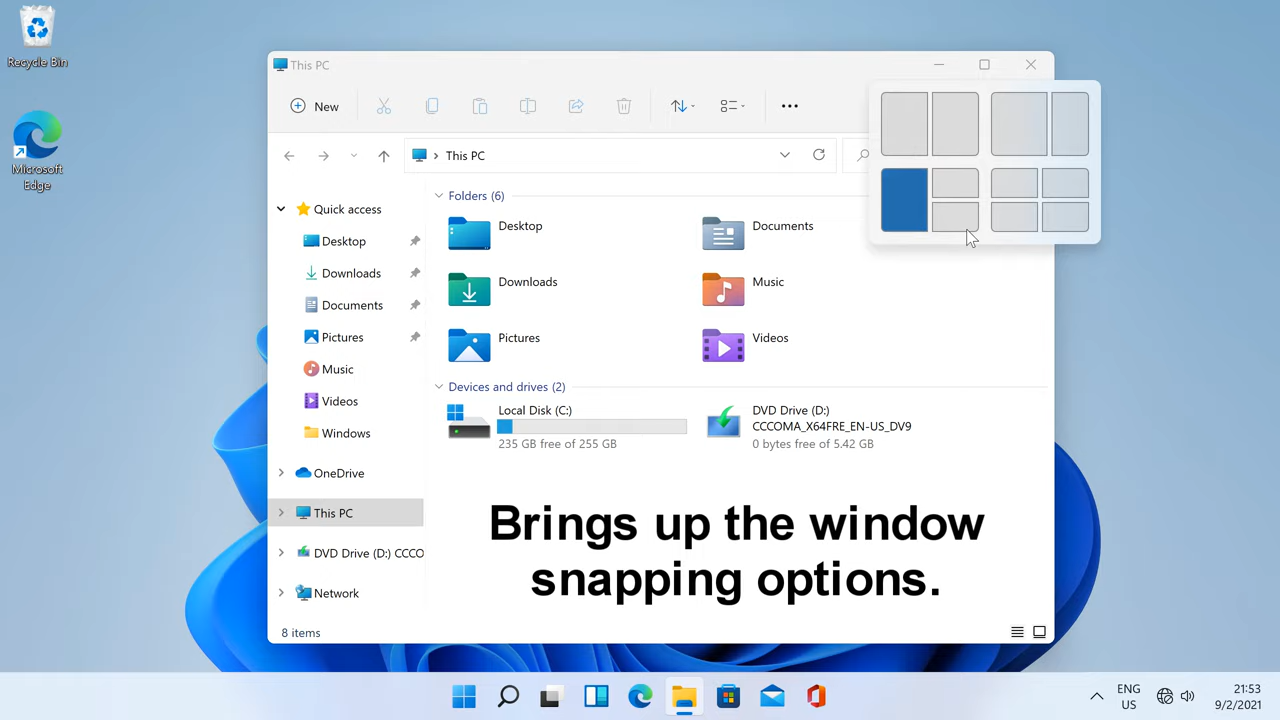 Recycle Bin
Microsoft
Edge
This PC
New
This PC
Quick access
Desktop
Downloads
Documents
Pictures
Music
Videos
Windows
OneDrive
This PC
DVD Drive (D:) CCCO
Network
Folders (6)
Desktop
Documents
Downloads
Music
Pictures
Videos
Devices and drives (2)
Local Disk (C:)
235 GB free of 255 GB
DVD Drive (D:)
CCCOMA_X64FRE_EN-US_DV9
0 bytes free of 5.42 GB
Brings up the window
snapping options.
8 items
ENG
US
21:53
9/2/2021